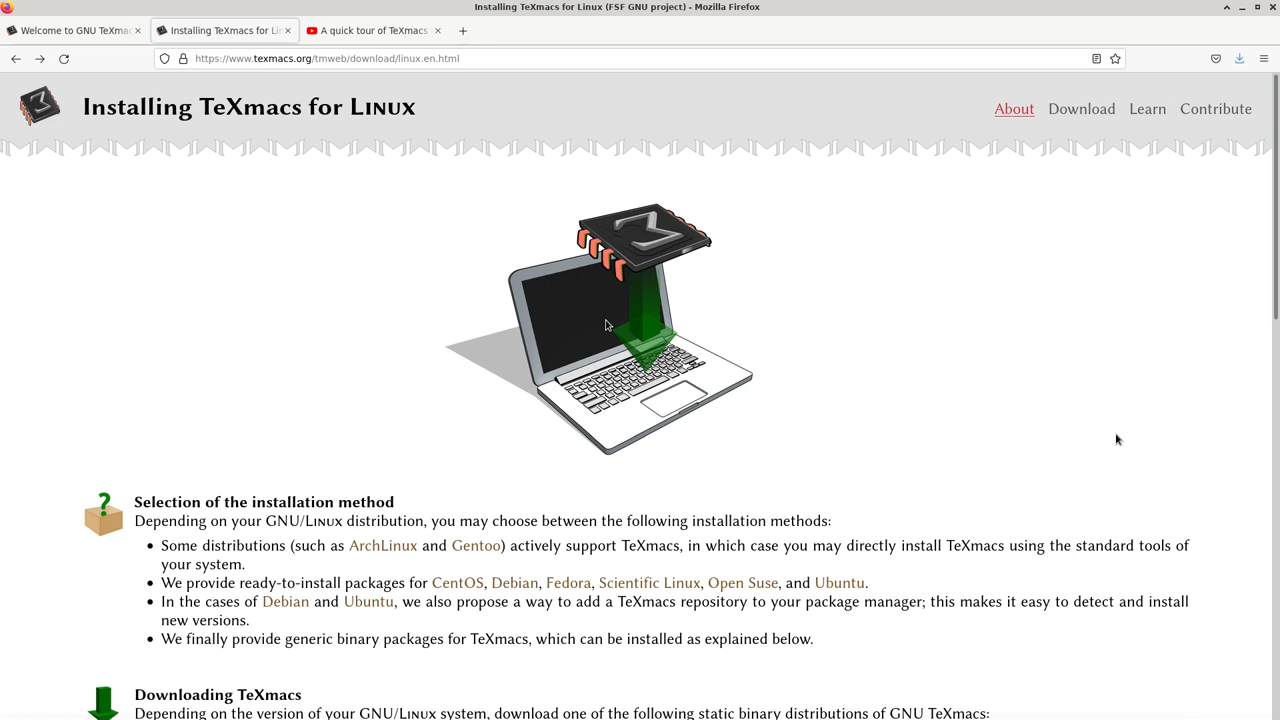 Installing TeXmacs for Linux (FSF GNU project) - Mozilla Firefox
Welcome to GNU TeXmac
Installing TeXmacs for Li
A quick tour of TeXmacs
https://www.texmacs.org/tmweb/download/linux.en.html
Installing TeXmacs for Linux
About Download Learn Contribute
Selection of the installation method
Depending on your GNU/Linux distribution, you may choose between the following installation methods:
• Some distributions (such as ArchLinux and Gentoo) actively support TeXmacs, in which case you may directly install TeXmacs using the standard tools of
your system.
• We provide ready-to-install packages for CentOS, Debian, Fedora, Scientific Linux, Open Suse, and Ubuntu.
• In the cases of Debian and Ubuntu, we also propose a way to add a TeXmacs repository to your package manager; this makes it easy to detect and install
new versions.
• We finally provide generic binary packages for TeXmacs, which can be installed as explained below.
Downloading TeXmacs
Depending on the version of your GNU/Linux system, download one of the following static binary distributions of GNU TeXmacs: